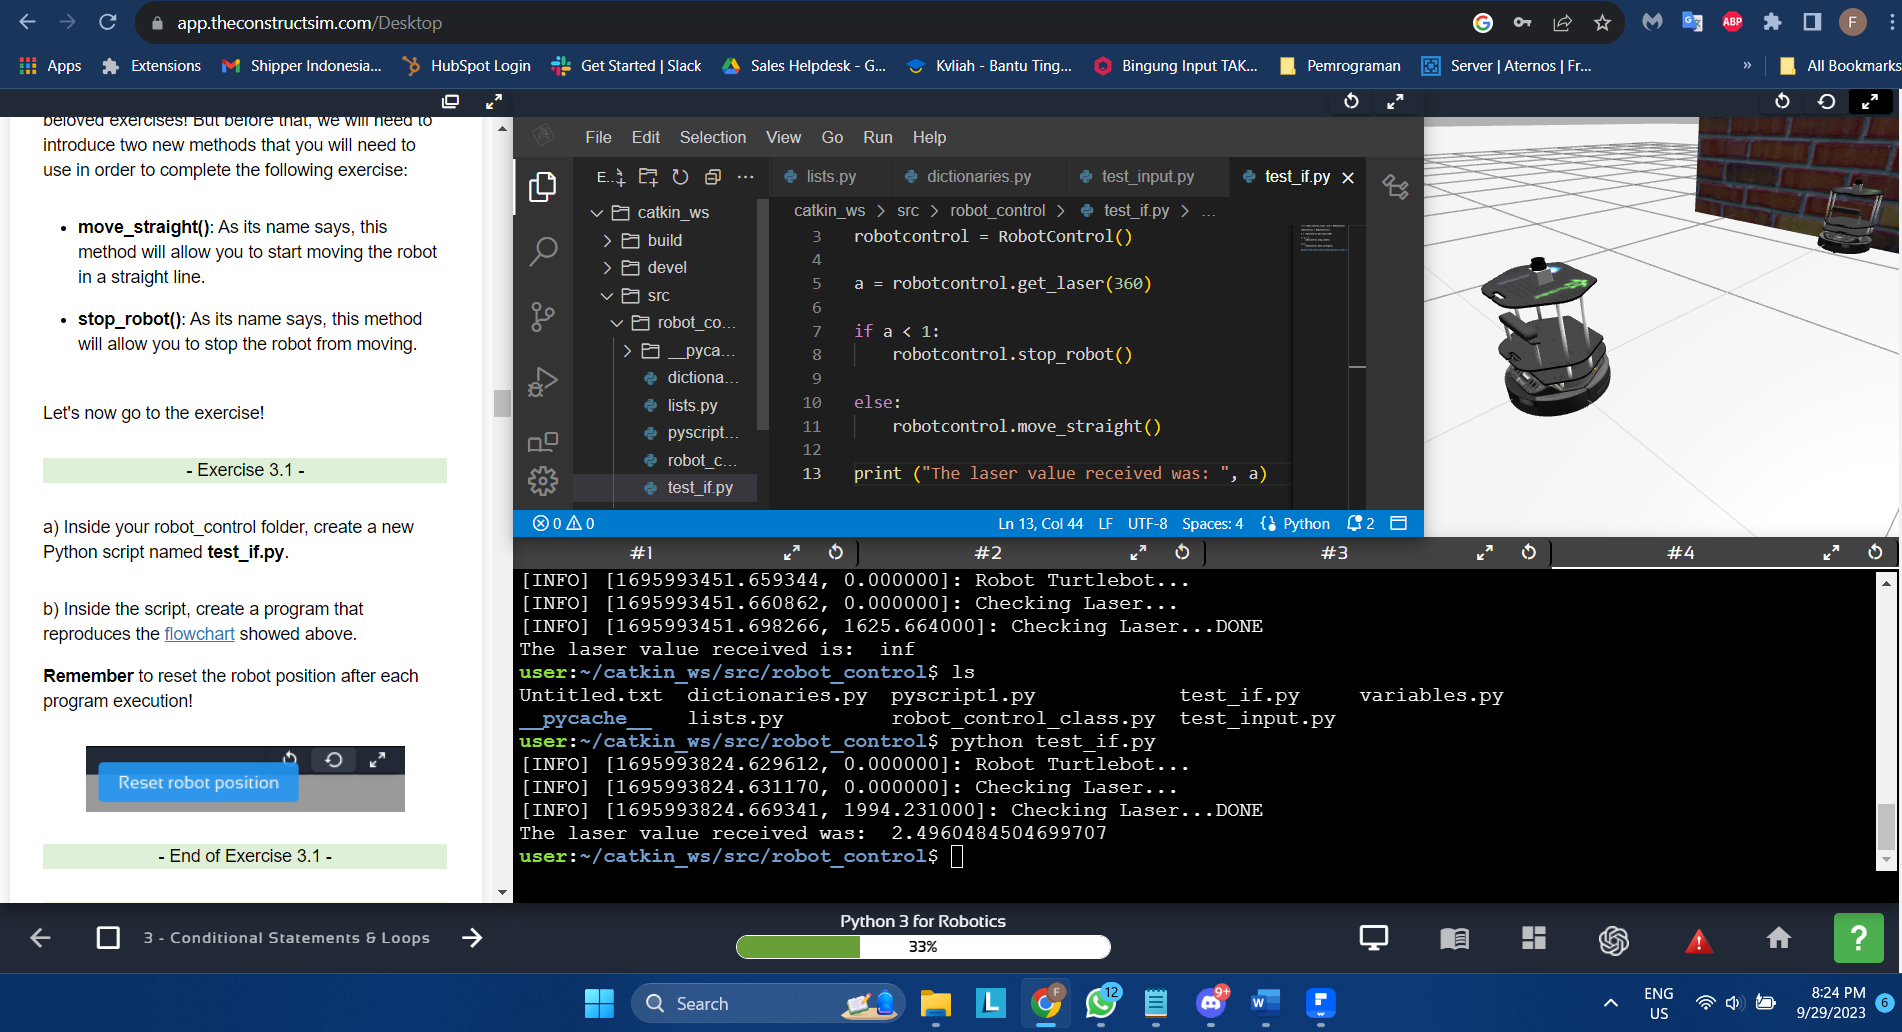 app.theconstructsim.com/Desktop
F
ABP
Apps
Extensions
Shipper Indonesia...
HubSpot Login
Get Started | Slack
Sales Helpdesk - G...
Kvliah - Bantu Ting...
Bingung Input TAK...
Pemrograman
Server | Aternos | Fr...
»
All Bookmarks
beloved exercises! But before that, we will need to
introduce two new methods that you will need to
use in order to complete the following exercise:
• move_straight(): As its name says, this
method will allow you to start moving the robot
in a straight line.
• stop_robot(): As its name says, this method
will allow you to stop the robot from moving.
Let's now go to the exercise!
- Exercise 3.1 -
a) Inside your robot_control folder, create a new
Python script named test_if.py.
b) Inside the script, create a program that
reproduces the flowchart showed above.
Remember to reset the robot position after each
program execution!
Reset robot position
- End of Exercise 3.1 -
File Edit Selection View Go Run Help
E...
catkin_ws
build
devel
src
robot_co...
__pyca...
dictiona...
lists.py
pyscript...
robot_c...
test_if.py
lists.py
dictionaries.py
test_input.py
test_if.py
catkin_ws > src > robot_control > test_if.py > ...
3 robotcontrol = RobotControl()
4
5 a = robotcontrol.get_laser(360)
6
7 if a < 1:
8 robotcontrol.stop_robot()
9
10 else:
11 robotcontrol.move_straight()
12
13 print ("The laser value received was: ", a)
0 0
Ln 13, Col 44 LF UTF-8 Spaces: 4 Python 2
#1 #2 #3 #4
[INFO] [1695993451.659344, 0.000000]: Robot Turtlebot...
[INFO] [1695993451.660862, 0.000000]: Checking Laser...
[INFO] [1695993451.698266, 1625.664000]: Checking Laser...DONE
The laser value received is:  inf
user:~/catkin_ws/src/robot_control$ ls
Untitled.txt dictionaries.py pyscript1.py test_if.py variables.py
__pycache__ lists.py robot_control_class.py test_input.py
user:~/catkin_ws/src/robot_control$ python test_if.py
[INFO] [1695993824.629612, 0.000000]: Robot Turtlebot...
[INFO] [1695993824.631170, 0.000000]: Checking Laser...
[INFO] [1695993824.669341, 1994.231000]: Checking Laser...DONE
The laser value received was:  2.4960484504699707
user:~/catkin_ws/src/robot_control$
3 - Conditional Statements & Loops
Python 3 for Robotics
33%
?
Search
L
F
12
9+
W
ENG
US
8:24 PM
9/29/2023
6